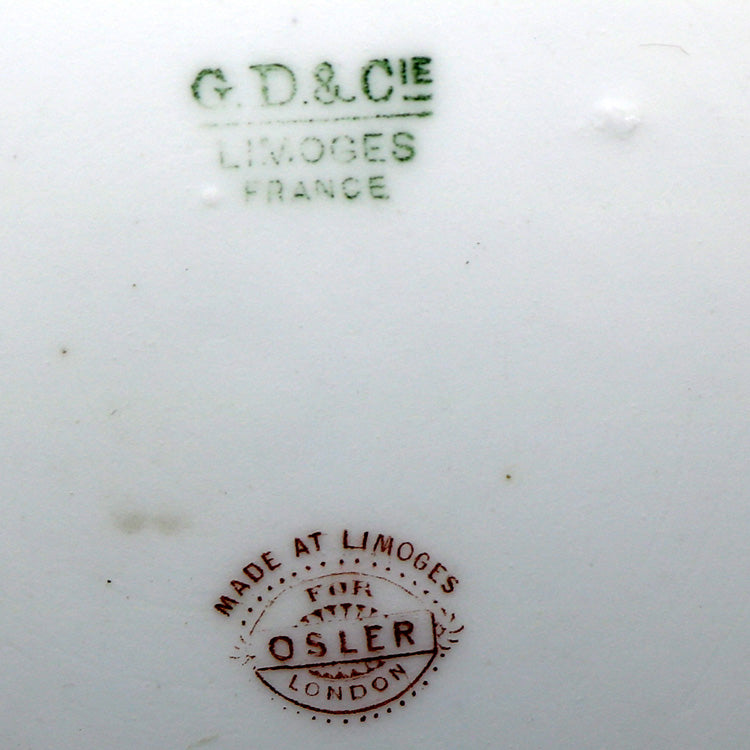 G. D. & CIE
LIMOGES
FRANCE
MADE AT LIMOGES
FOR
OSLER
LONDON